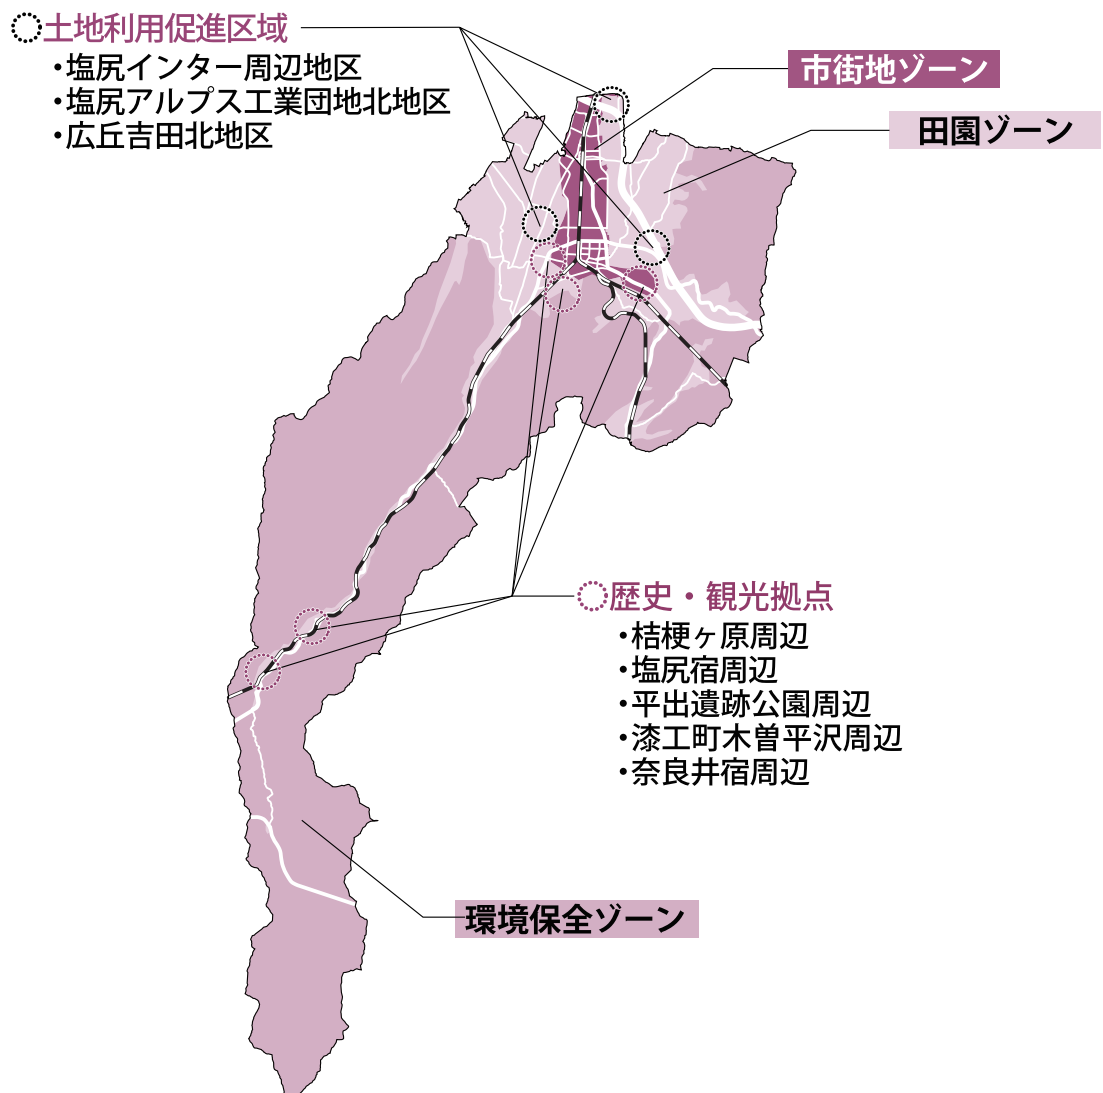 土地利用促進区域
・塩尻インター周辺地区
・塩尻アルプス工業団地北地区
・広丘吉田北地区
市街地ゾーン
田園ゾーン
歴史・観光拠点
・桔梗ヶ原周辺
・塩尻宿周辺
・平出遺跡公園周辺
・漆工町木曽平沢周辺
・奈良井宿周辺
環境保全ゾーン